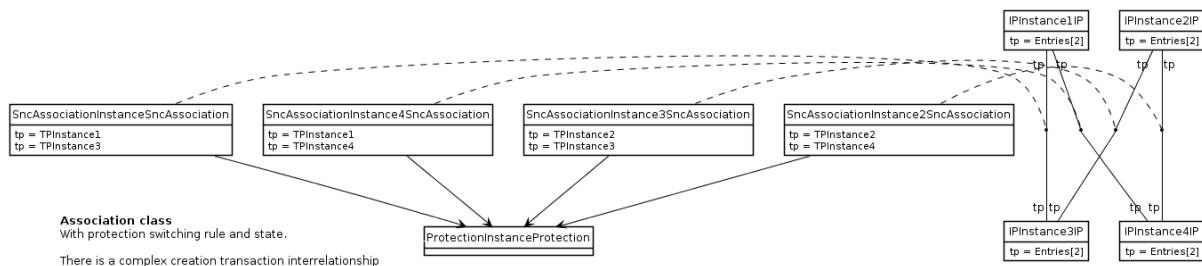 IPInstance1IP
IPInstance2IP
tp = Entries[2]
tp = Entries[2]
tp
tp
tp
tp
SncAssociationInstanceSncAssociation
SncAssociationInstance4SncAssociation
SncAssociationInstance3SncAssociation
SncAssociationInstance2SncAssociation
tp = TPInstance1
tp = TPInstance3
tp = TPInstance1
tp = TPInstance4
tp = TPInstance2
tp = TPInstance3
tp = TPInstance2
tp = TPInstance4
tp
tp
tp
tp
Association class
With protection switching rule and state.
There is a complex creation transaction interrelationship
ProtectionInstanceProtection
IPInstance3IP
IPInstance4IP
tp = Entries[2]
tp = Entries[2]